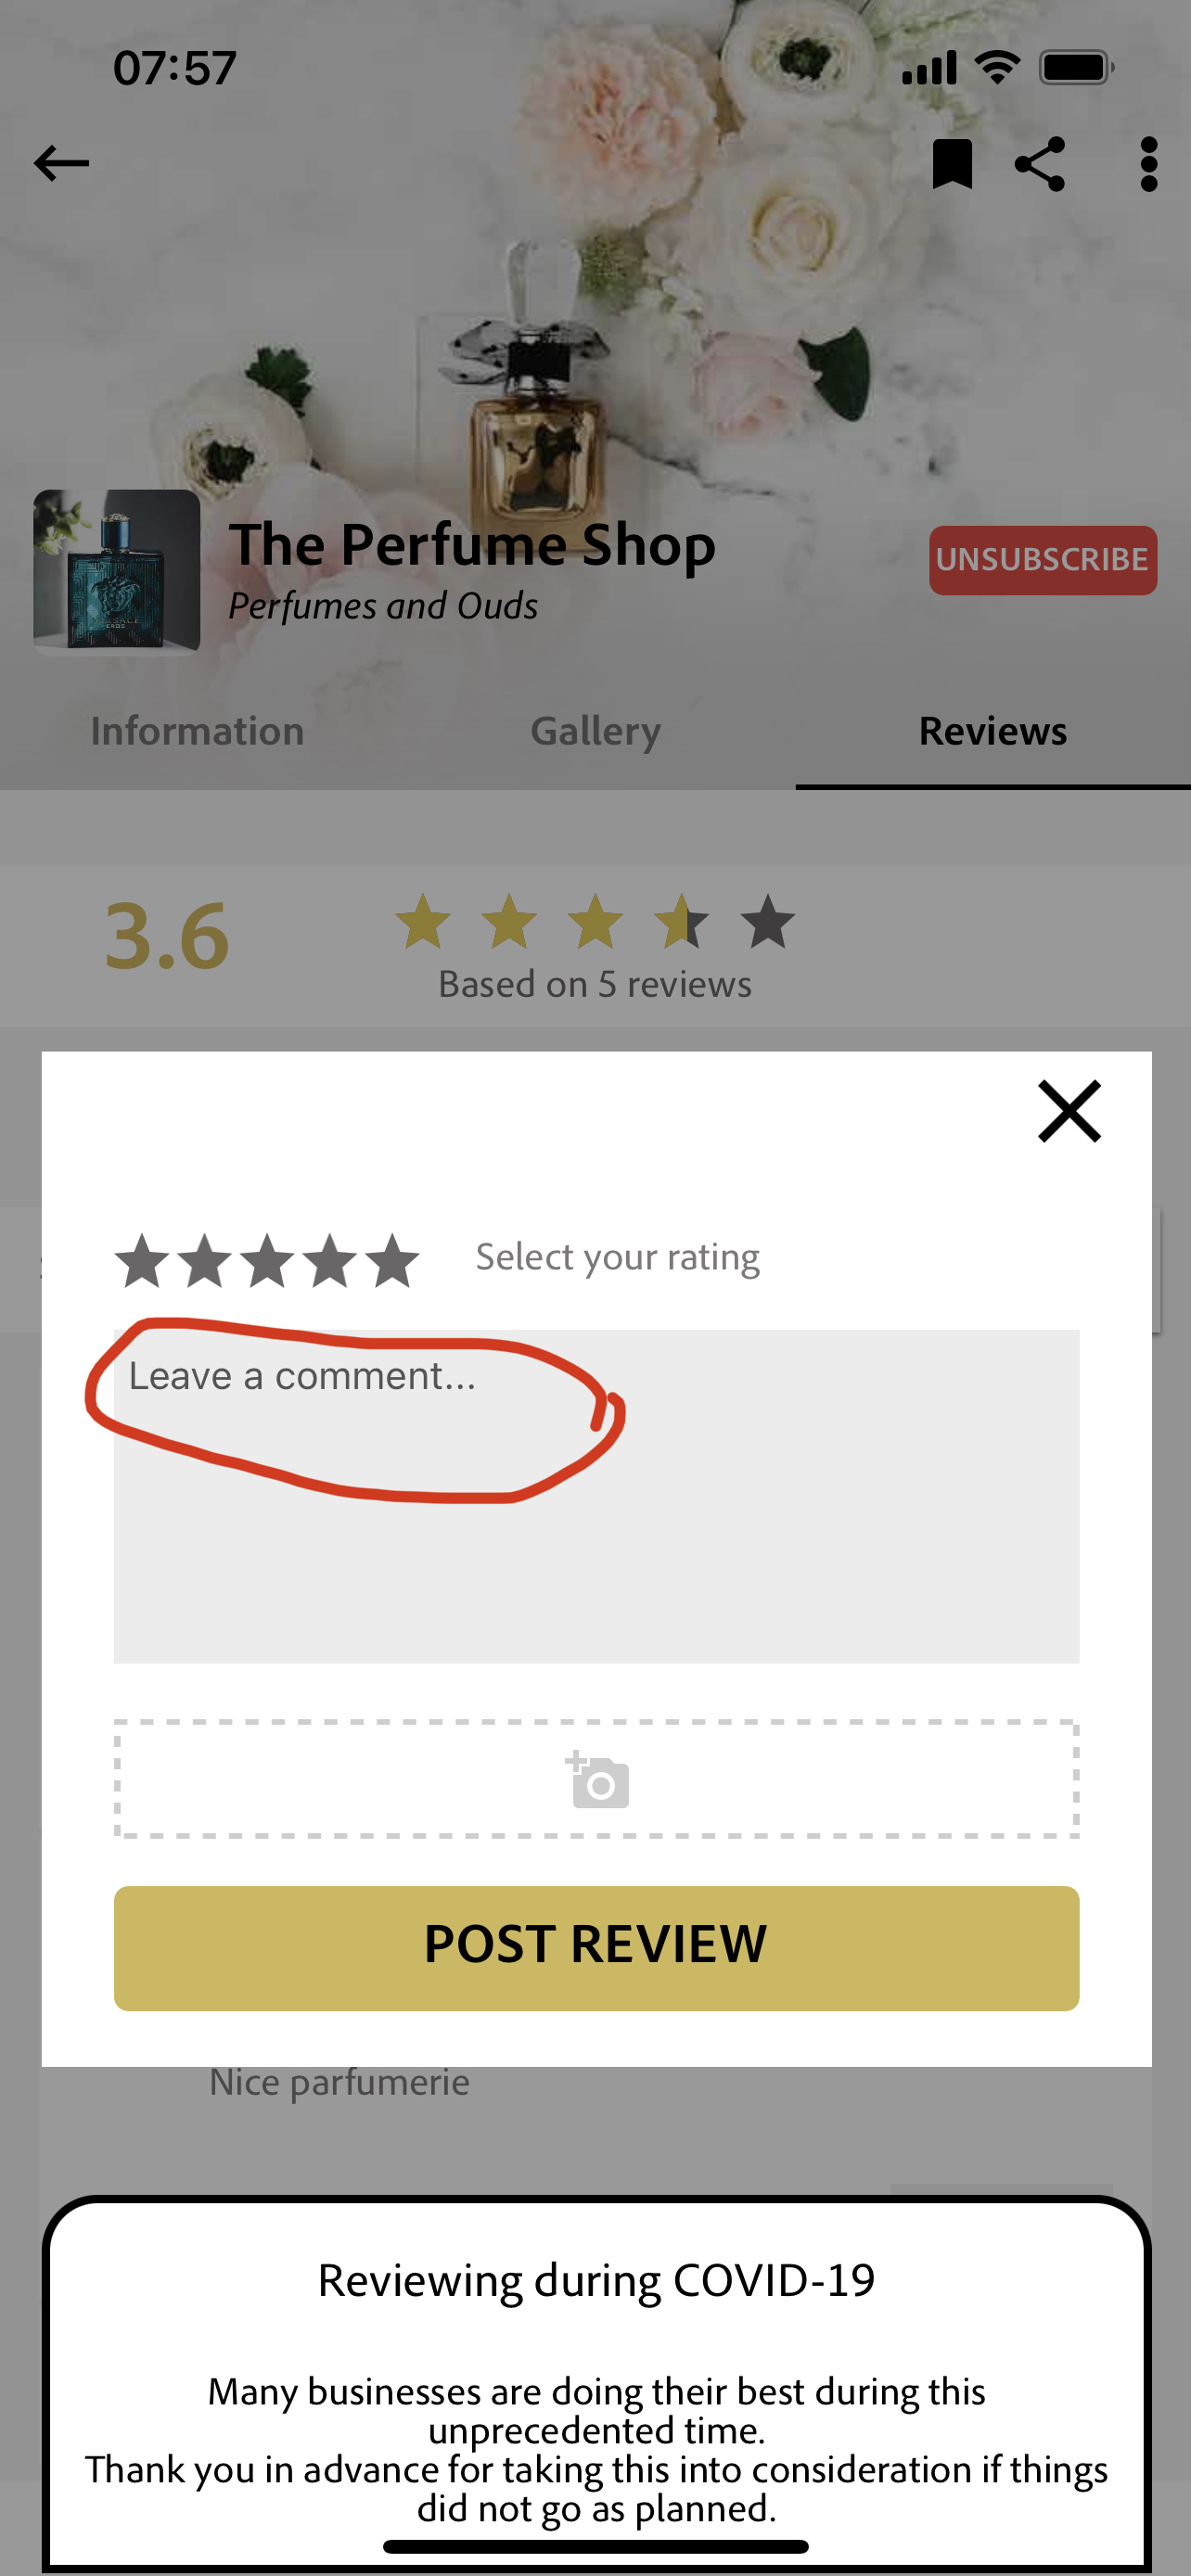 07:57
The Perfume Shop
UNSUBSCRIBE
Perfumes and Ouds
Information Gallery Reviews
3.6
Based on 5 reviews
Select your rating
Leave a comment...
POST REVIEW
Nice parfumerie
Reviewing during COVID-19
Many businesses are doing their best during this
unprecedented time.
Thank you in advance for taking this into consideration if things
did not go as planned.